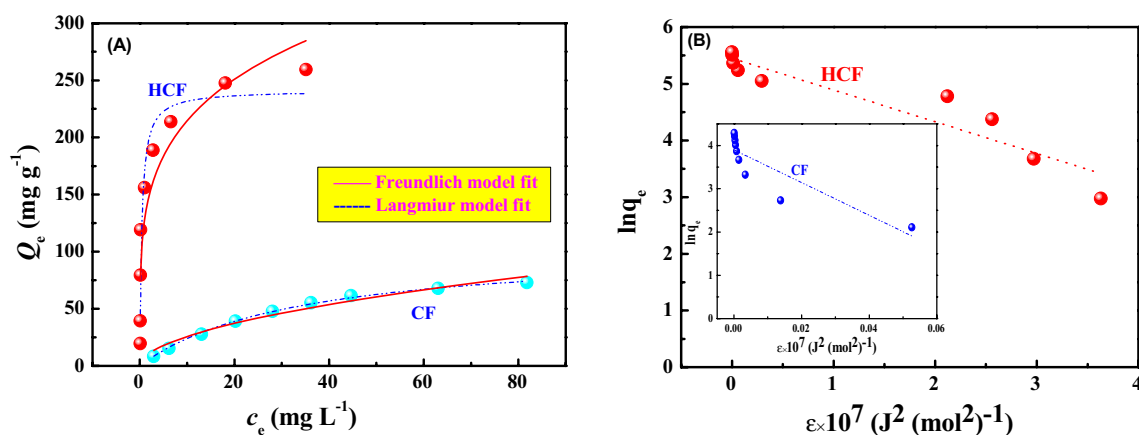 (A)
300
250
200
150
100
50
0
Qₑ (mg g⁻¹)
HCF
Freundlich model fit
Langmiur model fit
CF
0 20 40 60 80
cₑ (mg L⁻¹)
(B)
7
6
5
4
3
2
1
0
lnqₑ
HCF
4
3
2
1
0
ln qₑ
CF
0.00 0.02 0.04 0.06
ε×10⁷ (J² (mol²)⁻¹)
0 1 2 3 4
ε×10⁷ (J² (mol²)⁻¹)